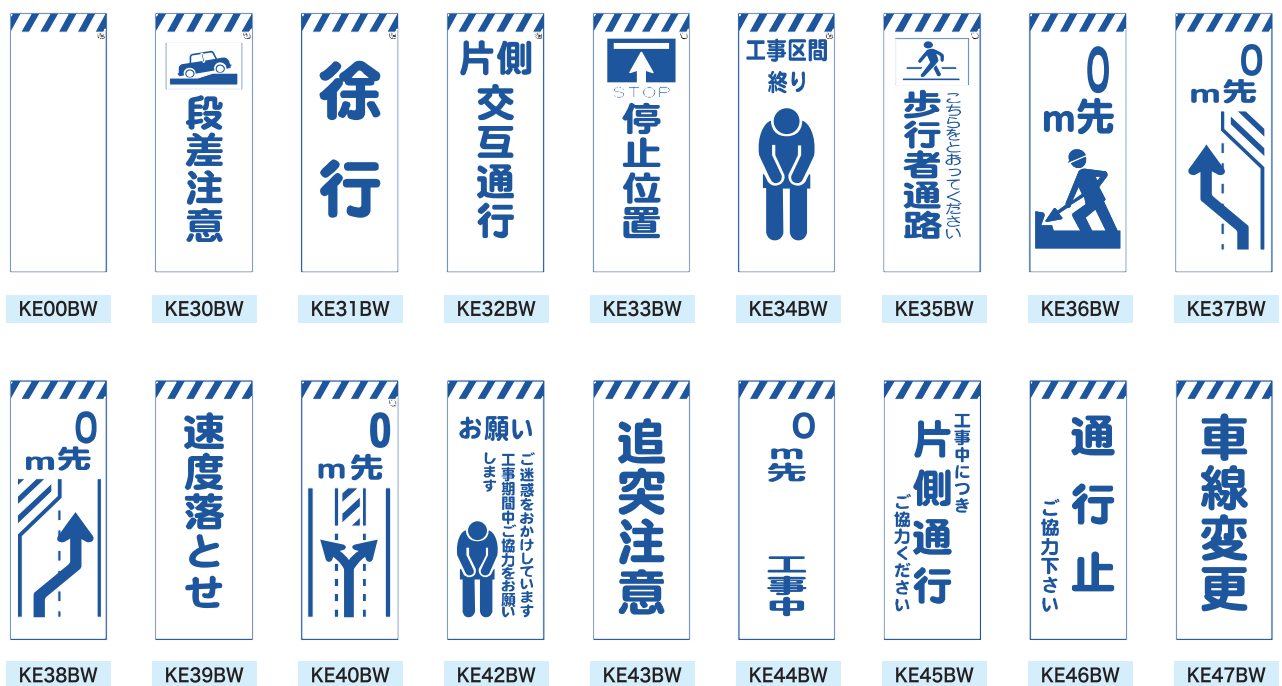 段差注意
徐行
片側
交互通行
STOP
停止位置
工事区間
終り
歩行者通路
こちらをとおってください
0
m先
0
m先
KE00BW
KE30BW
KE31BW
KE32BW
KE33BW
KE34BW
KE35BW
KE36BW
KE37BW
0
m先
速度落とせ
0
m先
お願い
ご迷惑をおかけしています
工事期間中ご協力をお願い
します
追突注意
0
m先
工事中
工事中につき
片側通行
ご協力ください
通行止
ご協力下さい
車線変更
KE38BW
KE39BW
KE40BW
KE42BW
KE43BW
KE44BW
KE45BW
KE46BW
KE47BW